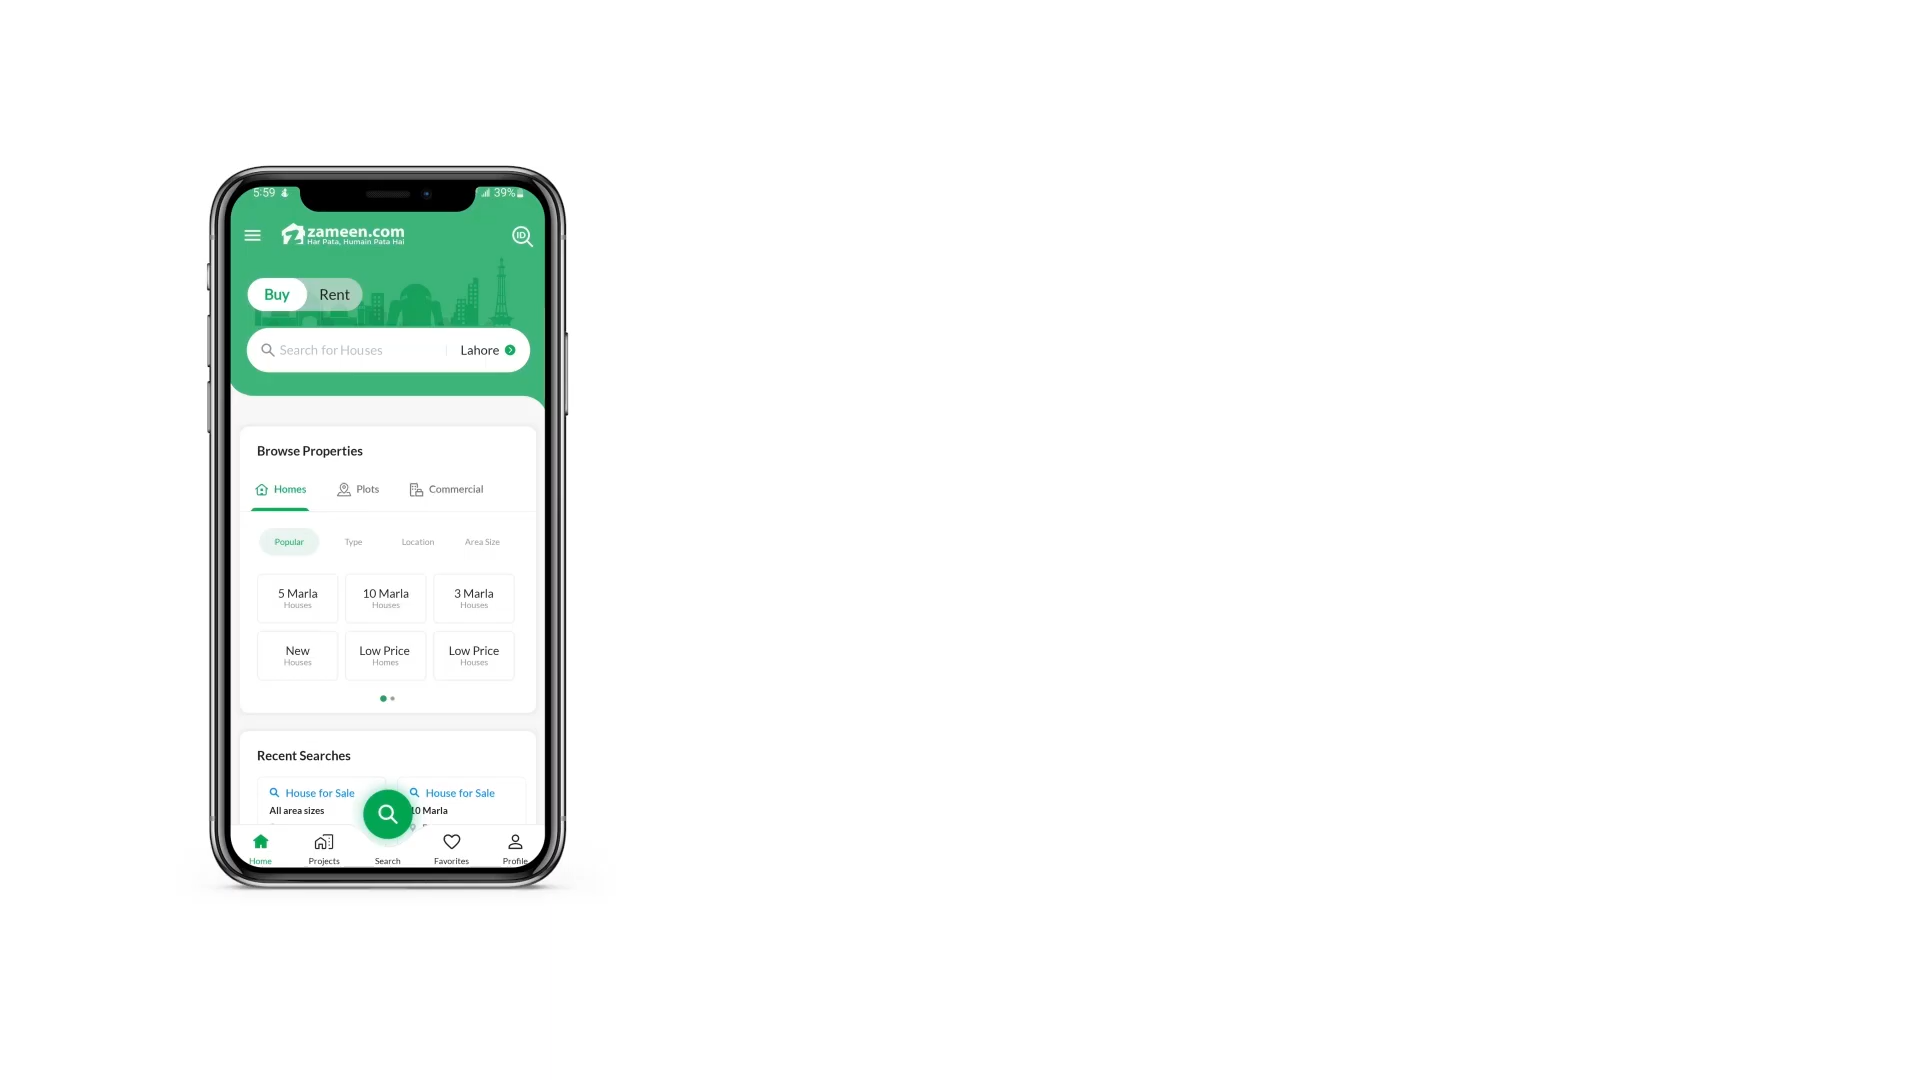 5:59
39%
zameen.com
Har Pata, Humain Pata Hai
ID
Buy Rent
Search for Houses Lahore
Browse Properties
Homes Plots Commercial
Popular Type Location Area Size
5 Marla 10 Marla 3 Marla
Houses Houses Houses
New Low Price Low Price
Houses Homes Houses
Recent Searches
House for Sale House for Sale
All area sizes 10 Marla
Home Projects Search Favorites Profile